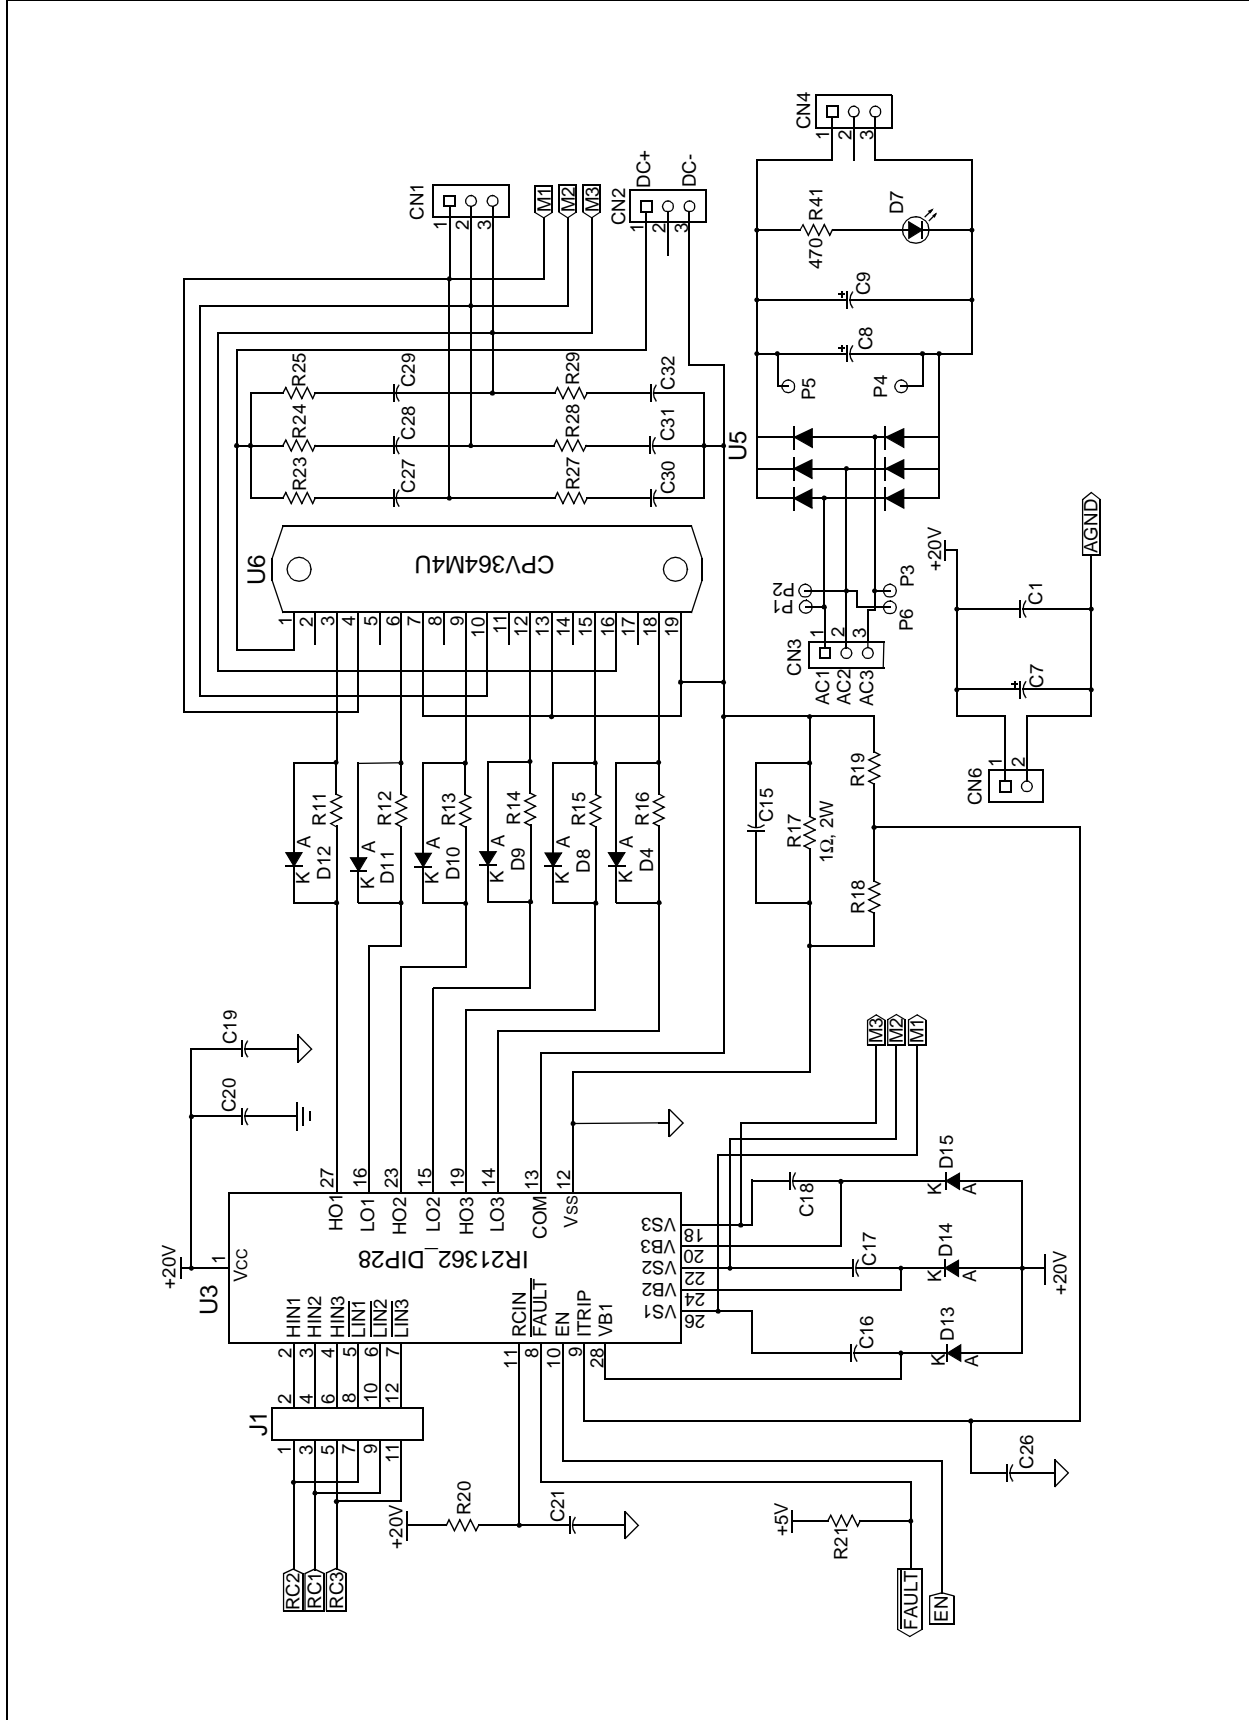 CN4
1
2
3
R41
470
D7
C9
C8
P5
P4
U5
CN1
1
2
3
M1
M2
M3
CN2
DC+
DC-
1
2
3
R25
R24
R23
C29
C28
C27
R29
R28
R27
C32
C31
C30
U6
CPV364M4U
1
2
3
4
5
6
7
8
9
10
11
12
13
14
15
16
17
18
19
P1
P2
P3
P6
CN3
1
2
3
AC1
AC2
AC3
+20V
C1
C7
AGND
CN6
1
2
R11
A
K
D12
R12
A
K
D11
R13
A
K
D10
R14
A
K
D9
R15
A
K
D8
R16
A
K
D4
C15
R17
1Ω, 2W
R19
R18
C19
C20
+20V
U3
IR21362_DIP28
1
VCC
27
HO1
16
LO1
23
HO2
15
LO2
19
HO3
14
LO3
13
COM
12
VSS
HIN1
HIN2
HIN3
LIN1
LIN2
LIN3
2
3
4
5
6
7
RCIN
FAULT
EN
ITRIP
VB1
11
8
10
9
28
VS3
18
VB3
20
VS2
22
VB2
24
VS1
26
M3
M2
M1
C18
C17
C16
K
D15
A
K
D14
A
K
D13
A
+20V
J1
2
4
6
8
10
12
1
3
5
7
9
11
RC2
RC1
RC3
+20V
R20
C21
+5V
R21
FAULT
EN
C26